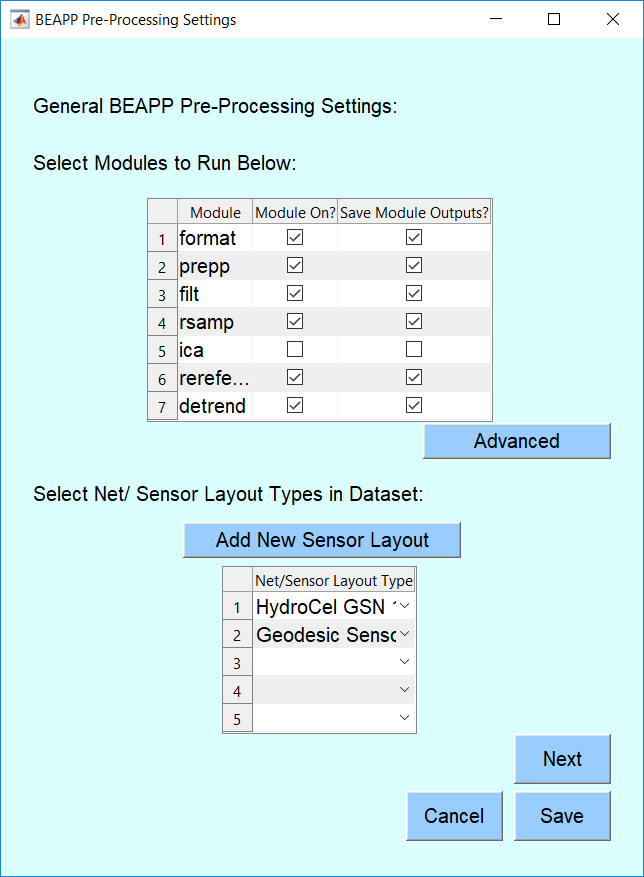 BEAPP Pre-Processing Settings
General BEAPP Pre-Processing Settings:
Select Modules to Run Below:
Module Module On? Save Module Outputs?
1 format
2 prepp
3 filt
4 rsamp
5 ica
6 rerefe...
7 detrend
Advanced
Select Net/ Sensor Layout Types in Dataset:
Add New Sensor Layout
Net/Sensor Layout Type
1 HydroCel GSN
2 Geodesic Senso
3
4
5
Next
Cancel Save